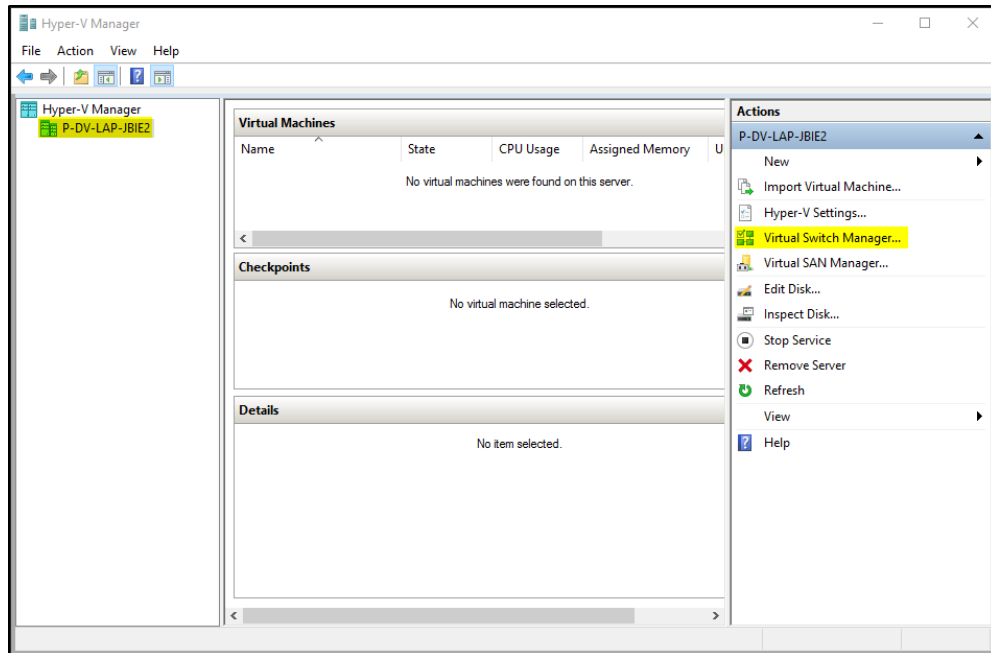 Hyper-V Manager
File Action View Help
Hyper-V Manager
P-DV-LAP-JBIE2
Virtual Machines
Name State CPU Usage Assigned Memory U
No virtual machines were found on this server.
Checkpoints
No virtual machine selected.
Details
No item selected.
Actions
P-DV-LAP-JBIE2
New
Import Virtual Machine...
Hyper-V Settings...
Virtual Switch Manager...
Virtual SAN Manager...
Edit Disk...
Inspect Disk...
Stop Service
Remove Server
Refresh
View
Help